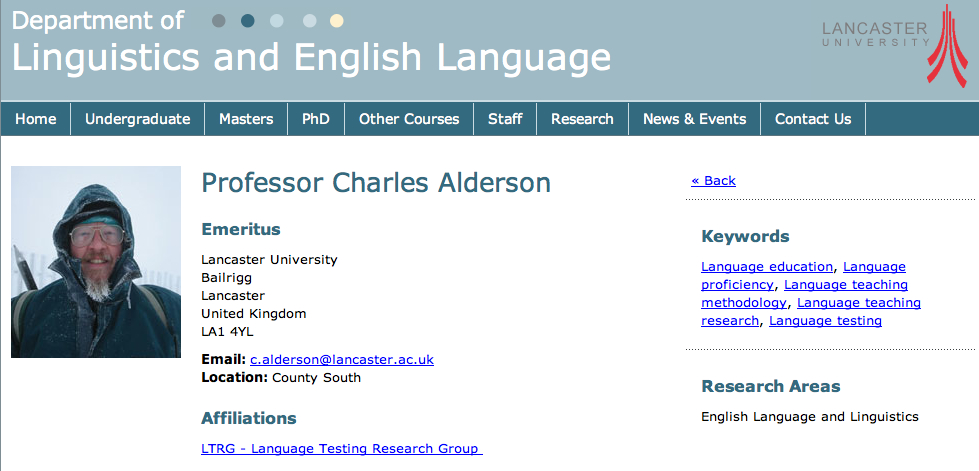 Department of
Linguistics and English Language
LANCASTER
UNIVERSITY
Home Undergraduate Masters PhD Other Courses Staff Research News & Events Contact Us
Professor Charles Alderson
Emeritus
Lancaster University
Bailrigg
Lancaster
United Kingdom
LA1 4YL
Email: c.alderson@lancaster.ac.uk
Location: County South
Affiliations
LTRG - Language Testing Research Group
« Back
Keywords
Language education, Language
proficiency, Language teaching
methodology, Language teaching
research, Language testing
Research Areas
English Language and Linguistics